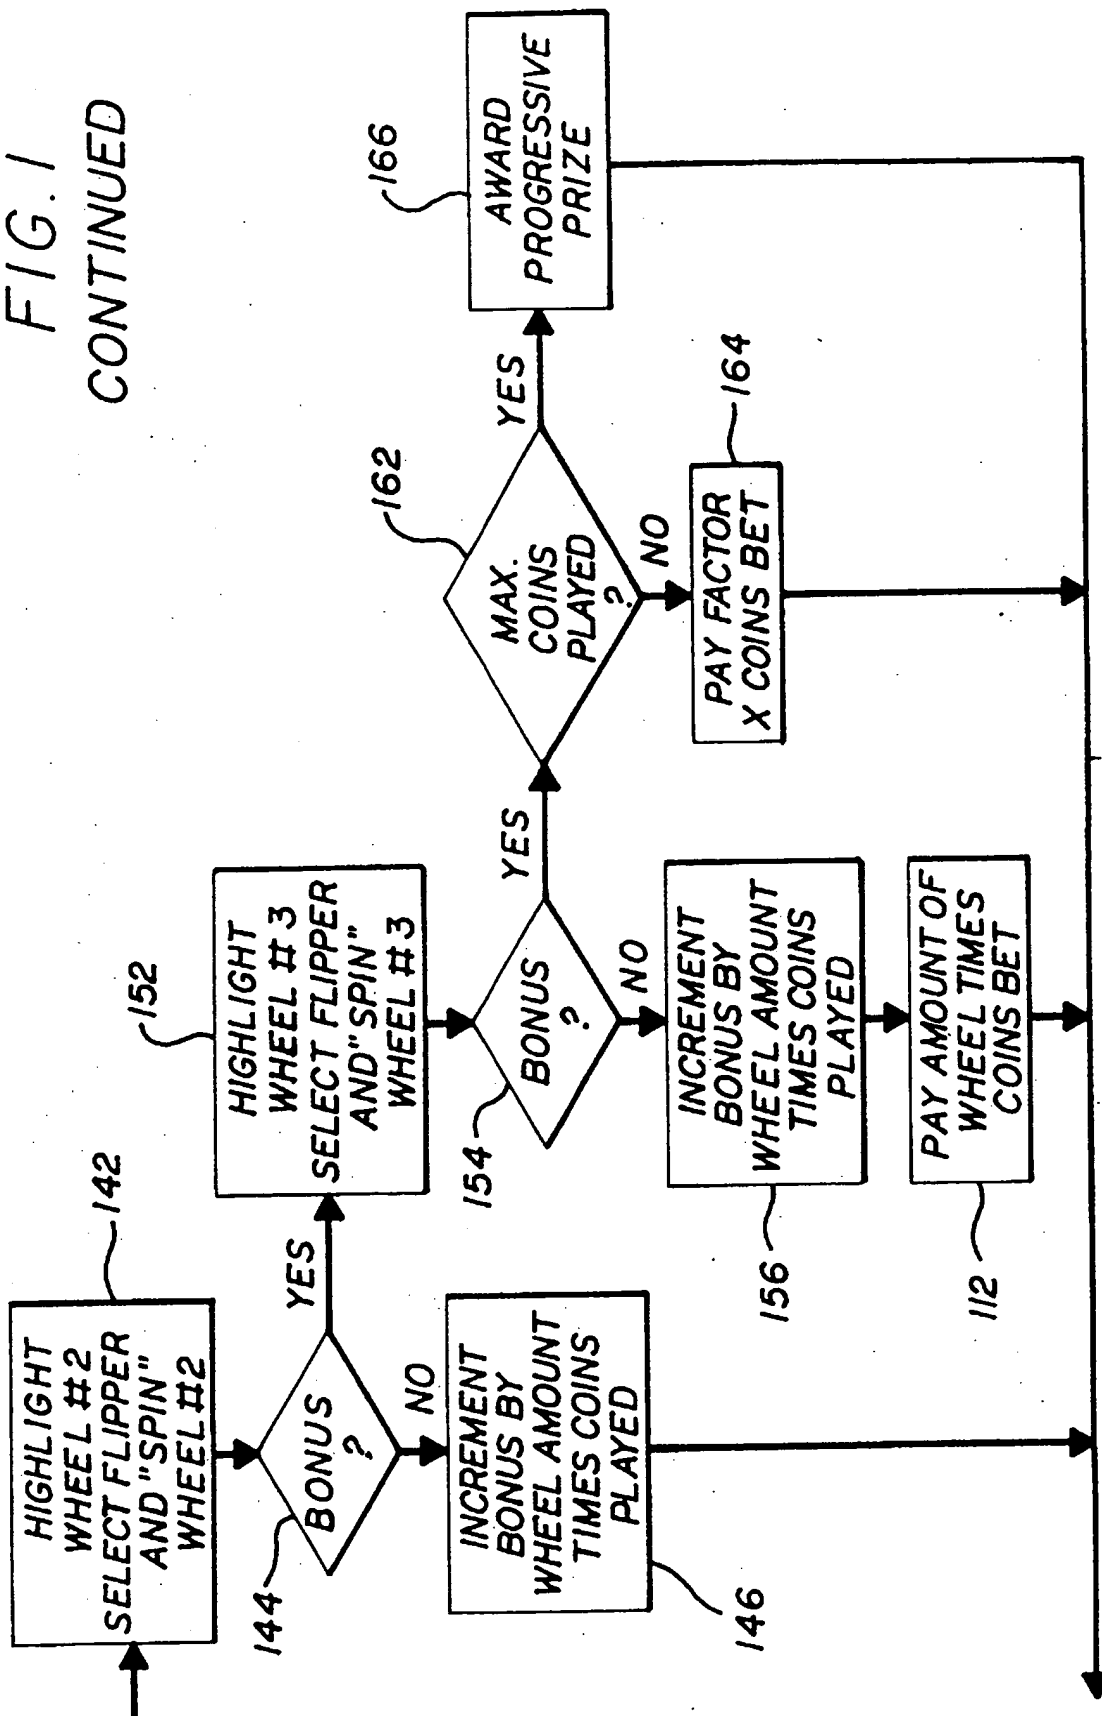 FIG. 1
CONTINUED
HIGHLIGHT
WHEEL #2
SELECT FLIPPER
AND "SPIN"
WHEEL #2
142
144
BONUS
?
YES
NO
INCREMENT
BONUS BY
WHEEL AMOUNT
TIMES COINS
PLAYED
146
152
HIGHLIGHT
WHEEL #3
SELECT FLIPPER
AND "SPIN"
WHEEL #3
154
BONUS
?
YES
NO
INCREMENT
BONUS BY
WHEEL AMOUNT
TIMES COINS
PLAYED
156
PAY AMOUNT OF
WHEEL TIMES
COINS BET
112
162
MAX.
COINS
PLAYED
?
YES
NO
PAY FACTOR
X COINS BET
164
166
AWARD
PROGRESSIVE
PRIZE